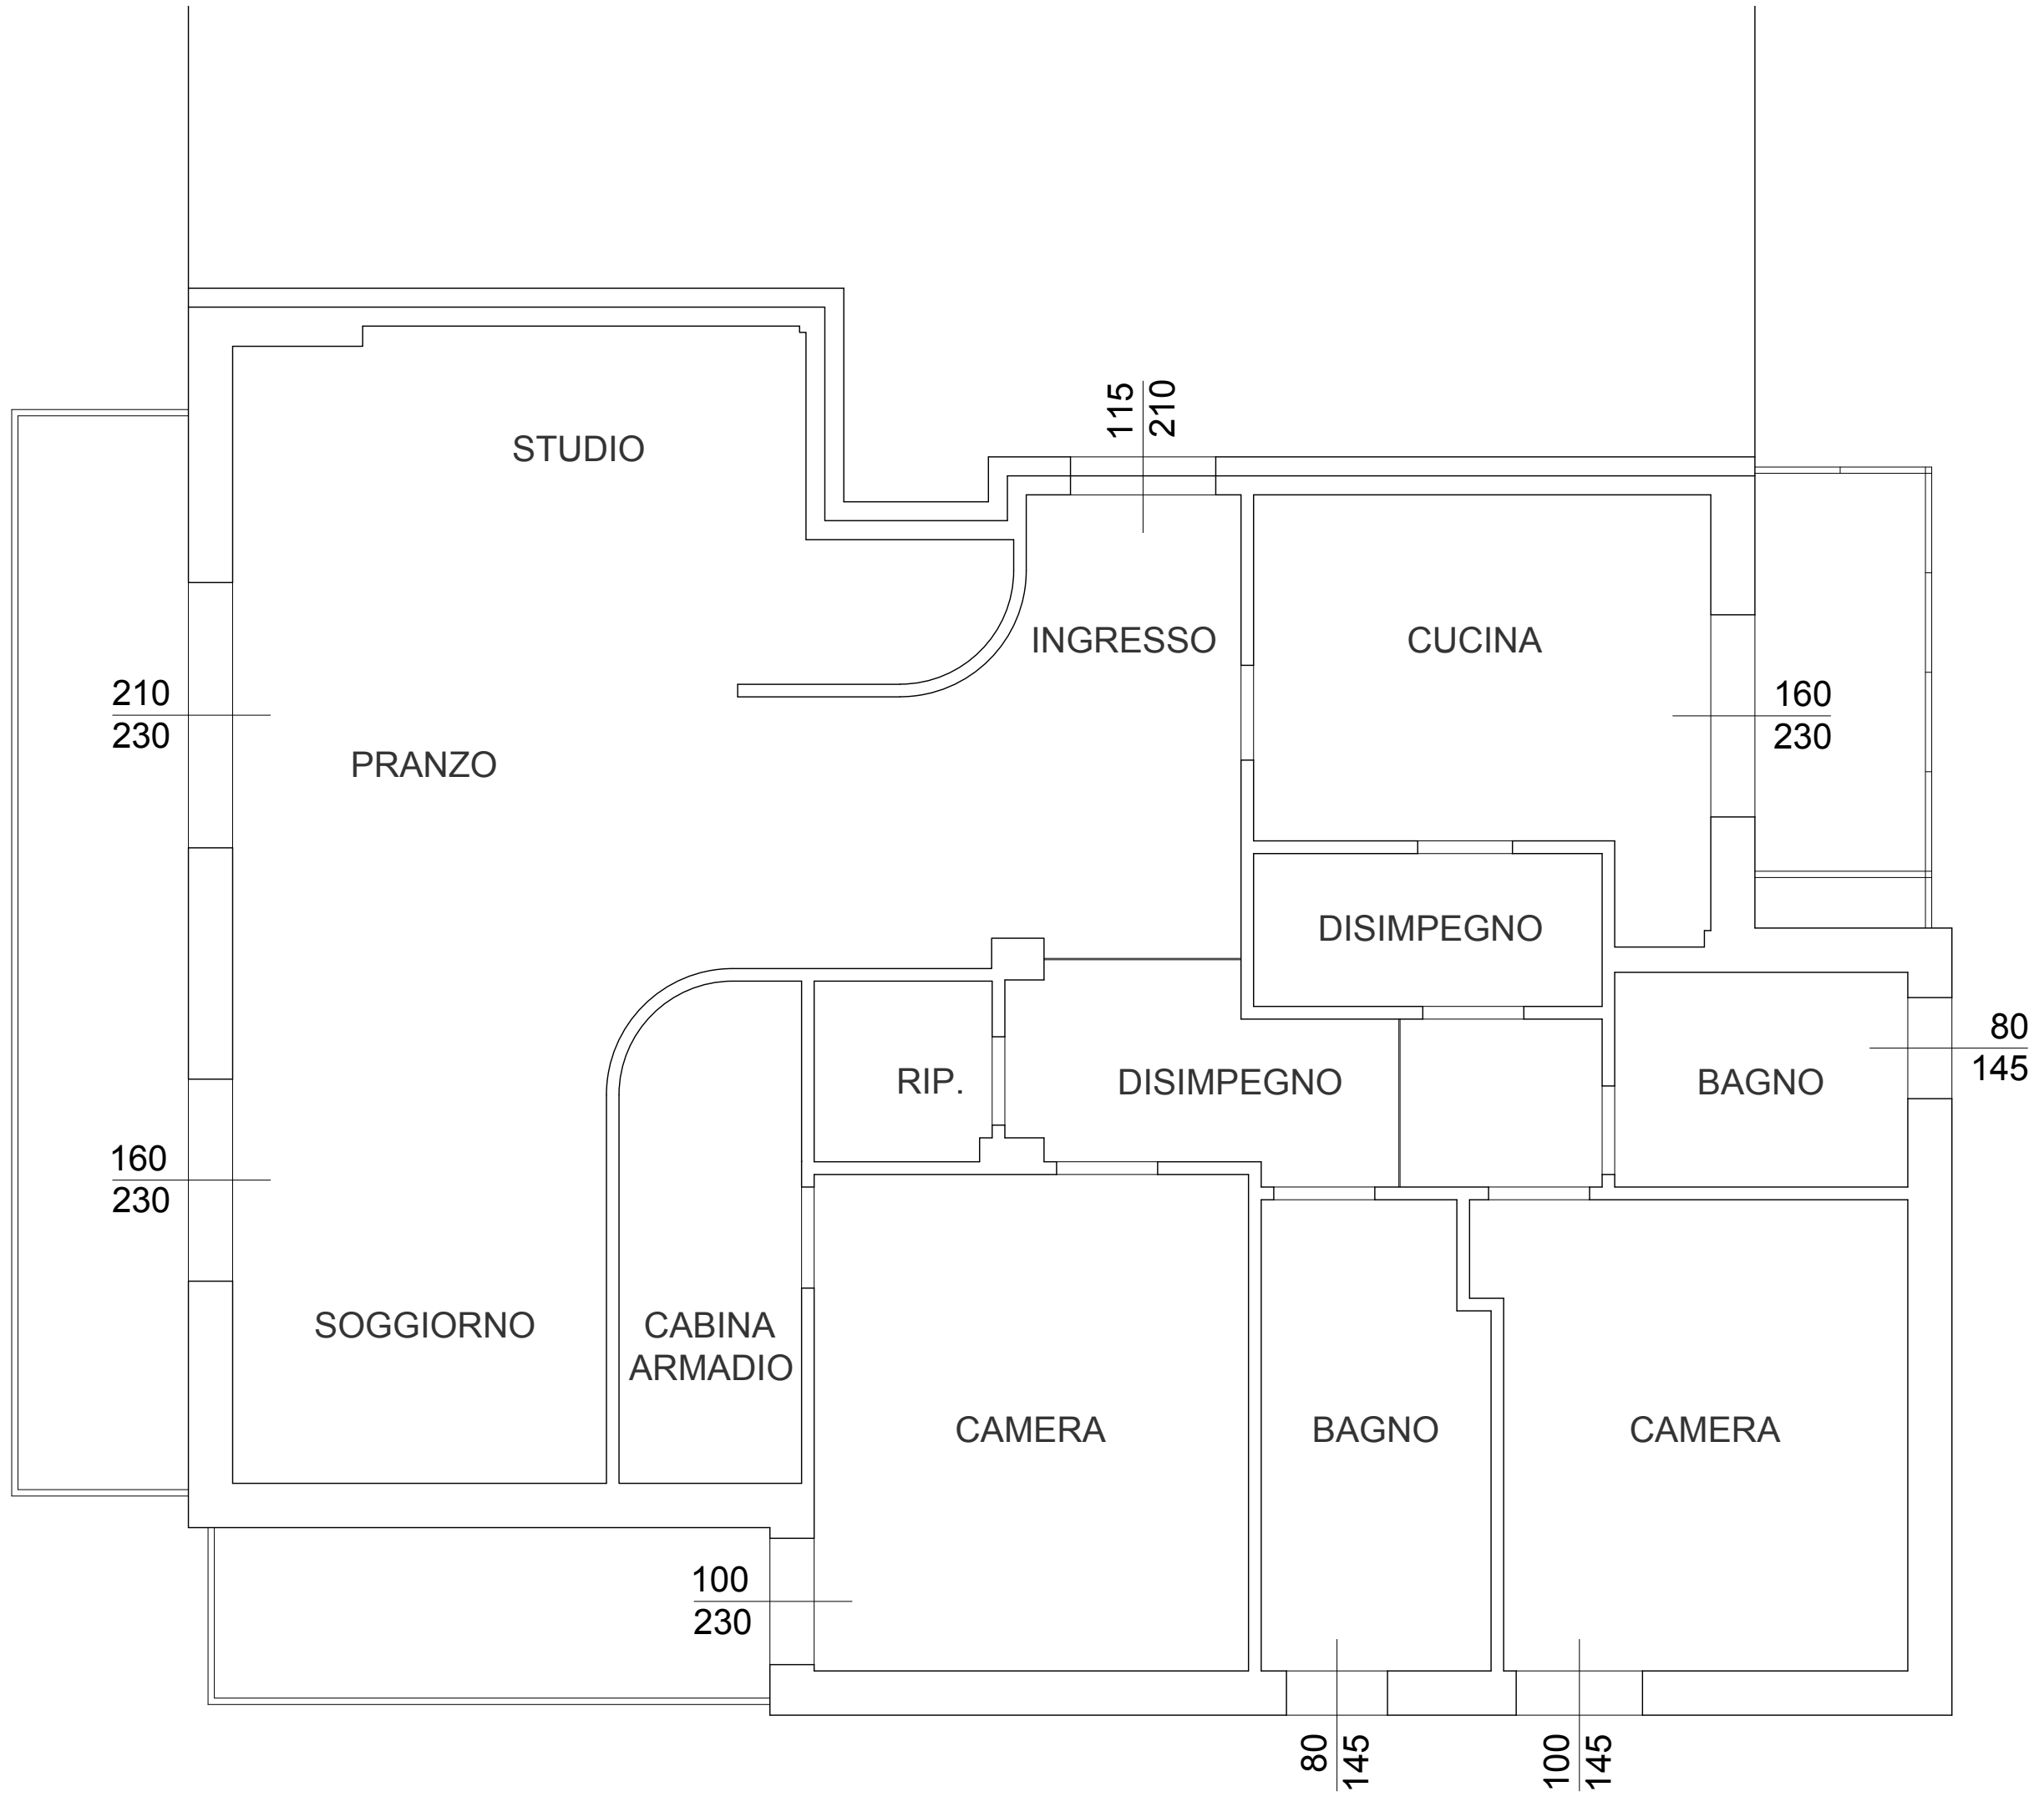 115
210
STUDIO
INGRESSO
CUCINA
210
230
160
230
PRANZO
DISIMPEGNO
80
145
RIP.
DISIMPEGNO
BAGNO
160
230
SOGGIORNO
CABINA
ARMADIO
CAMERA
BAGNO
CAMERA
100
230
80
145
100
145